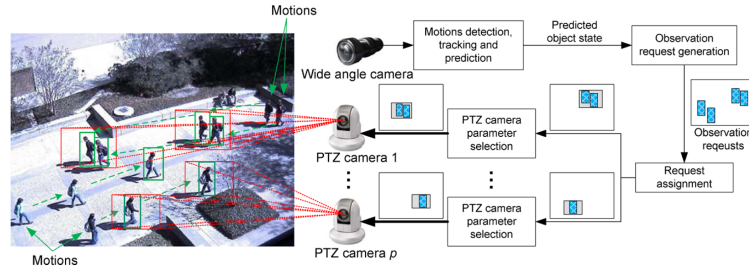 Motions
Wide angle camera
Motions detection,
tracking and
prediction
Predicted
object state
Observation
request generation
Observation
reqeusts
PTZ camera 1
PTZ camera
parameter
selection
Request
assignment
PTZ camera
parameter
selection
PTZ camera p
Motions